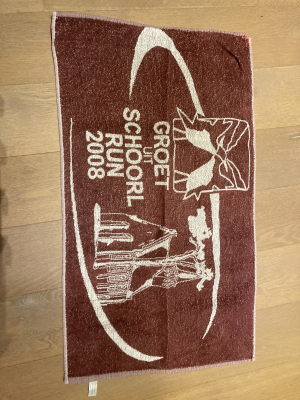 GROET
UIT
SCHOORL
RUN
2008